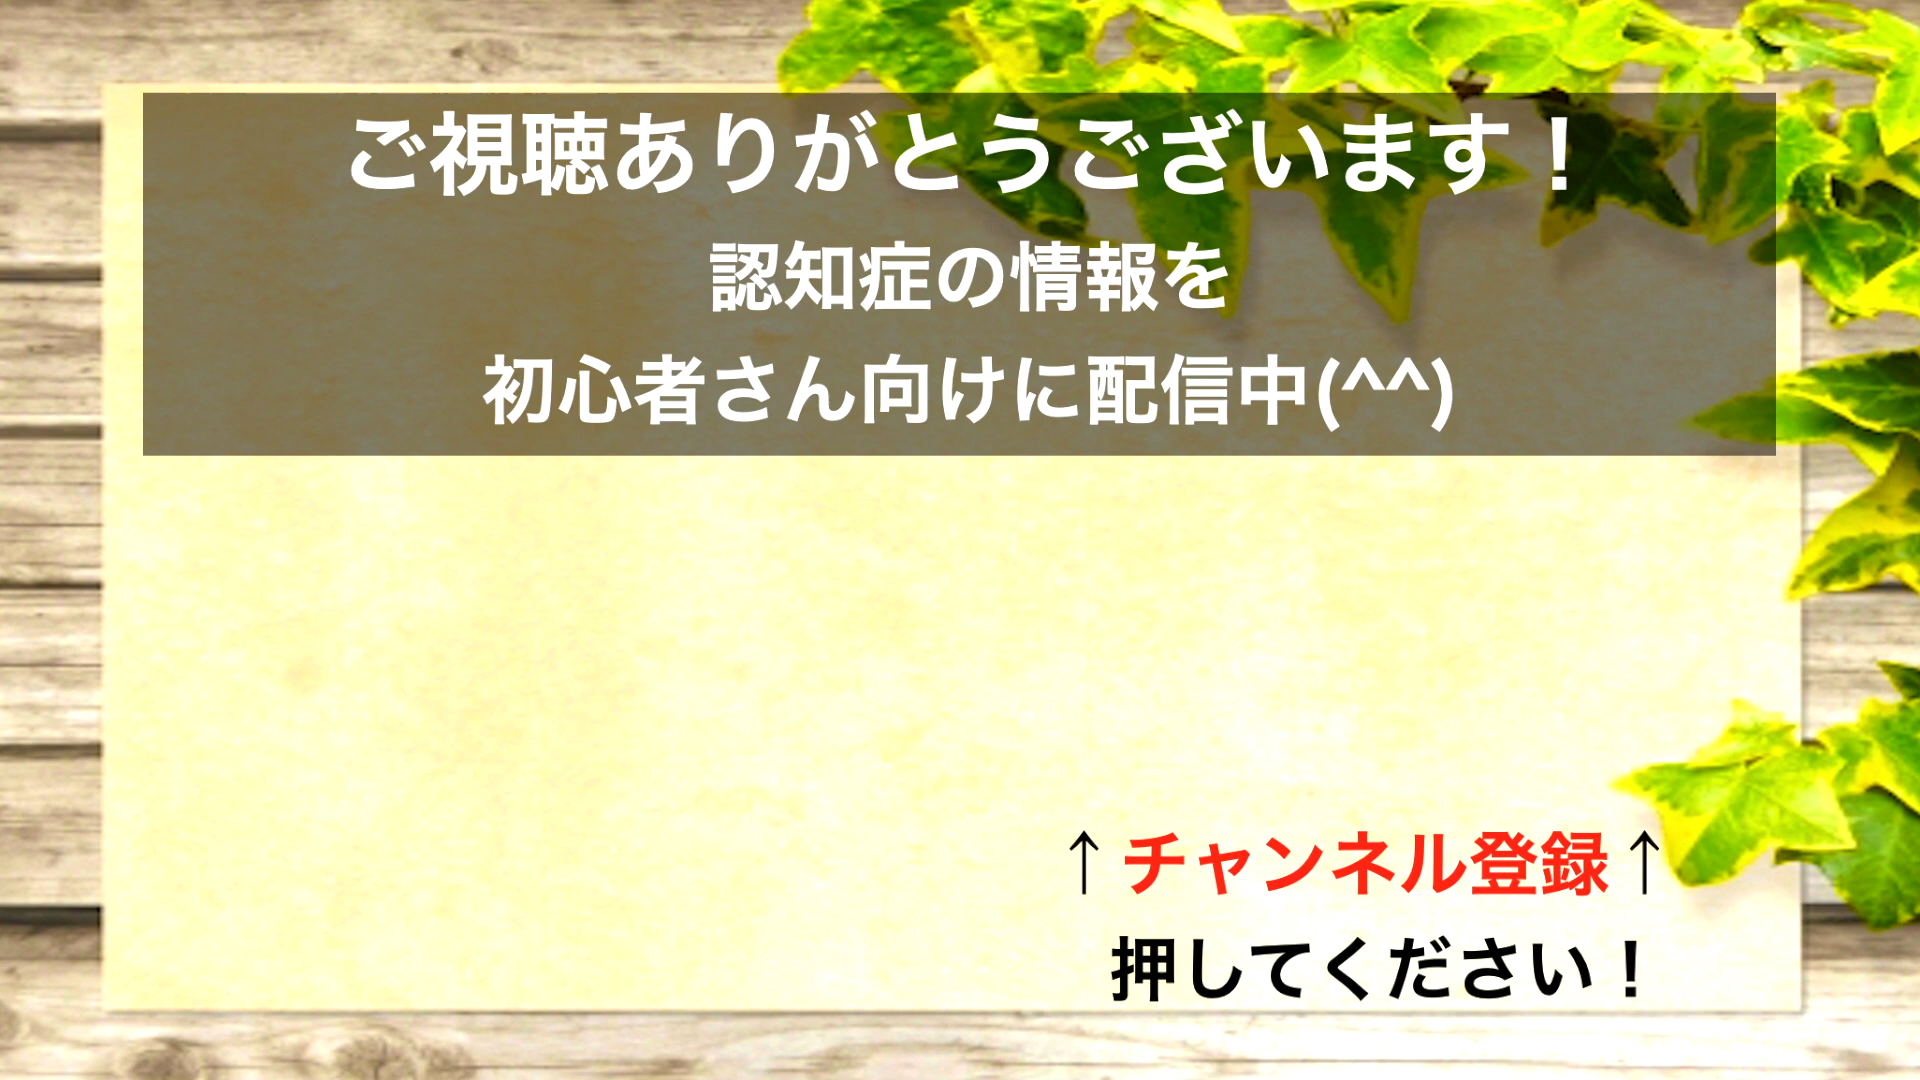 ご視聴ありがとうございます！
認知症の情報を
初心者さん向けに配信中(^^)
↑チャンネル登録↑
押してください！